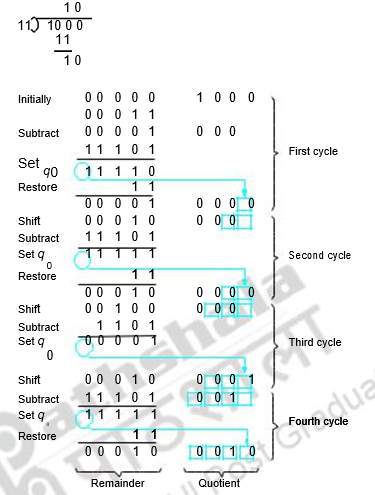 1 0
11) 1 0 0 0
1 1
1 0
Initially 0 0 0 0 0 1 0 0 0
0 0 0 1 1
Subtract 0 0 0 0 1 0 0 0
1 1 1 0 1
First cycle
Set q0 1 1 1 1 0
Restore 1 1
0 0 0 0 1 0 0 0 0
Shift 0 0 0
Subtract 1 1 1 0 1
Second cycle
Set q 1 1 1 1 1
0
Restore 1 1
0 0 0 1 0 0 0 0 0
Shift 0 0 1 0 0 0 0 0
Subtract 1 1 0 1
Set q 0 0 0 0 1
Third cycle
0
Shift 0 0 0 1 0 0 0 0 1
Subtract 1 1 1 0 1 0 0 1
Set q 1 1 1 1 1
Fourth cycle
Restore 1 1
0 0 0 1 0 0 0 1 0
Remainder Quotient
Pathshala
পাঠশালা
All Post Graduat